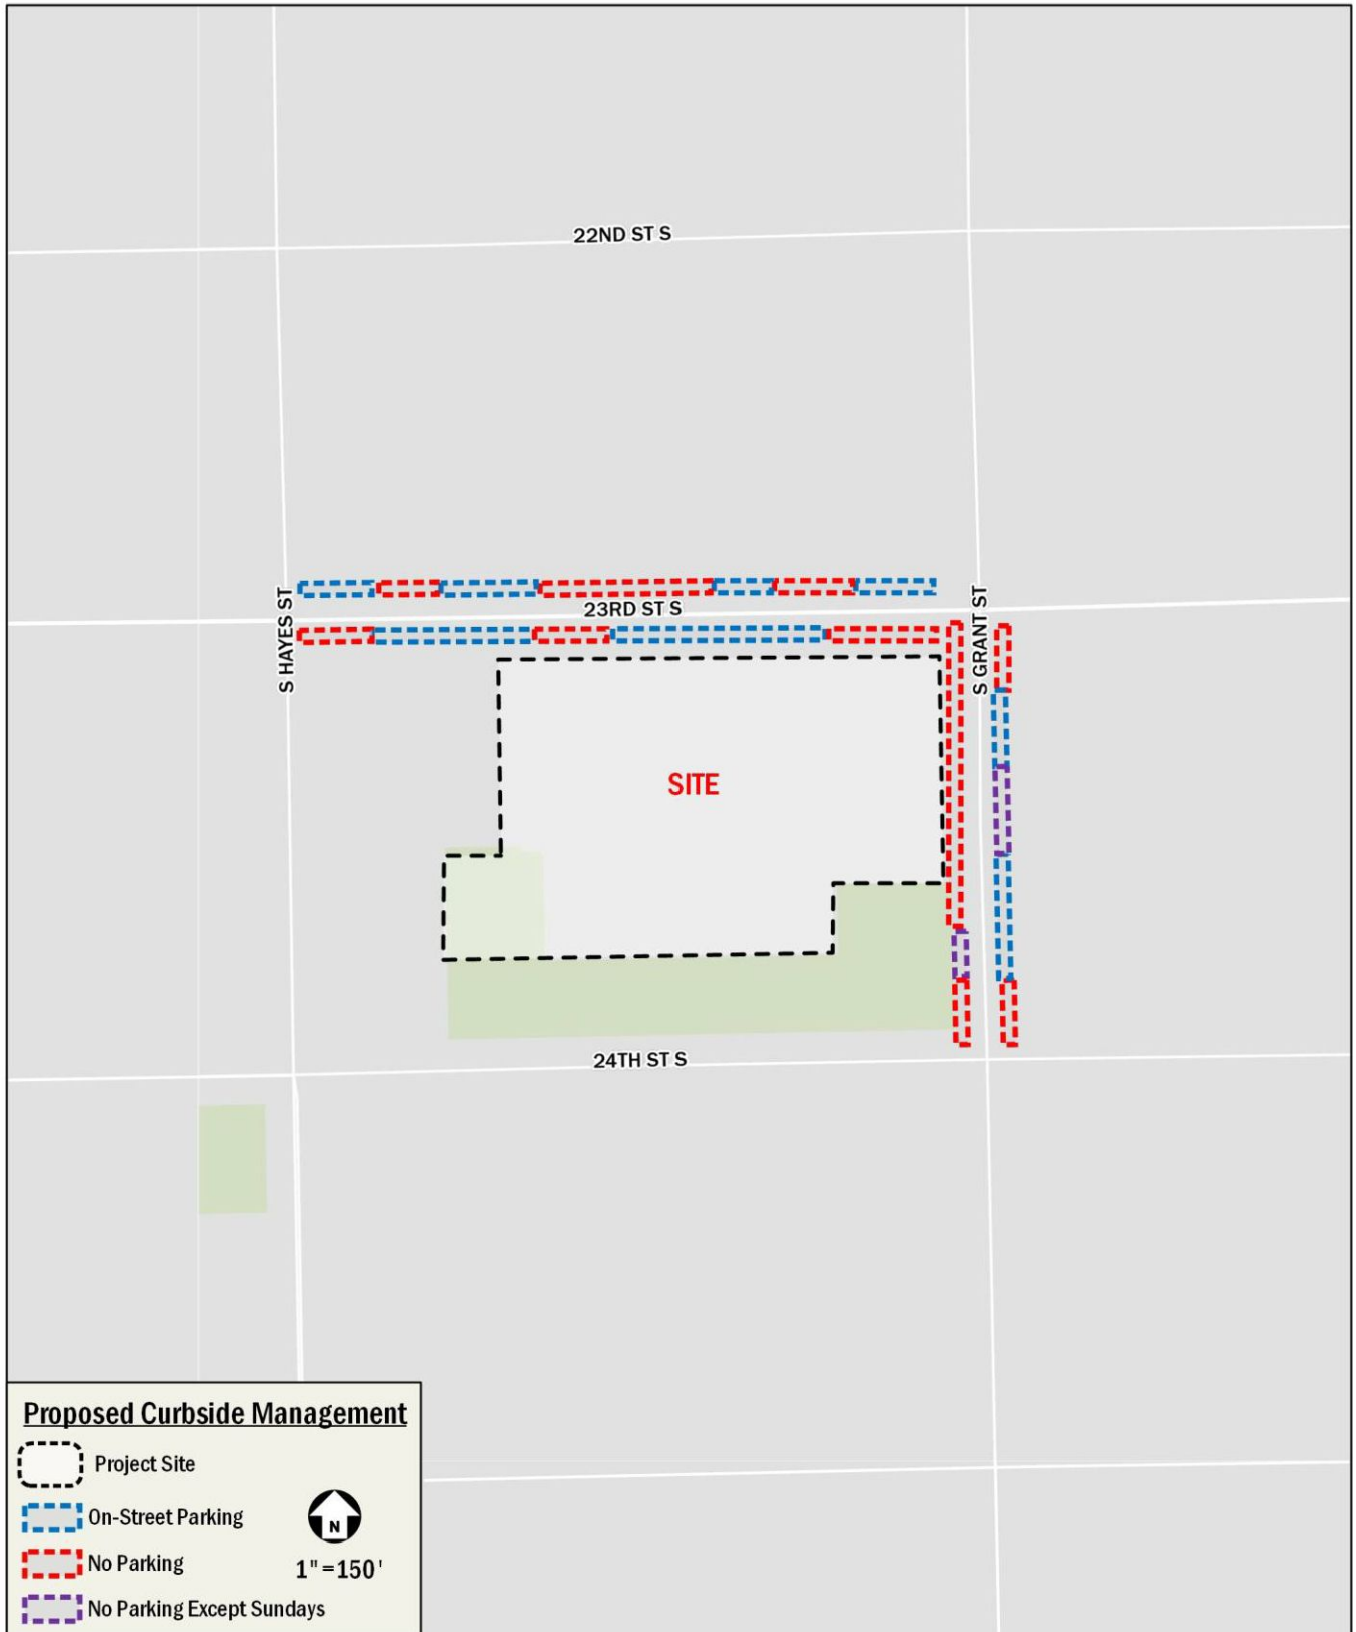 22ND ST S
23RD ST S
S HAYES ST
S GRANT ST
SITE
24TH ST S
Proposed Curbside Management
Project Site
On-Street Parking
N
No Parking
1"=150'
No Parking Except Sundays